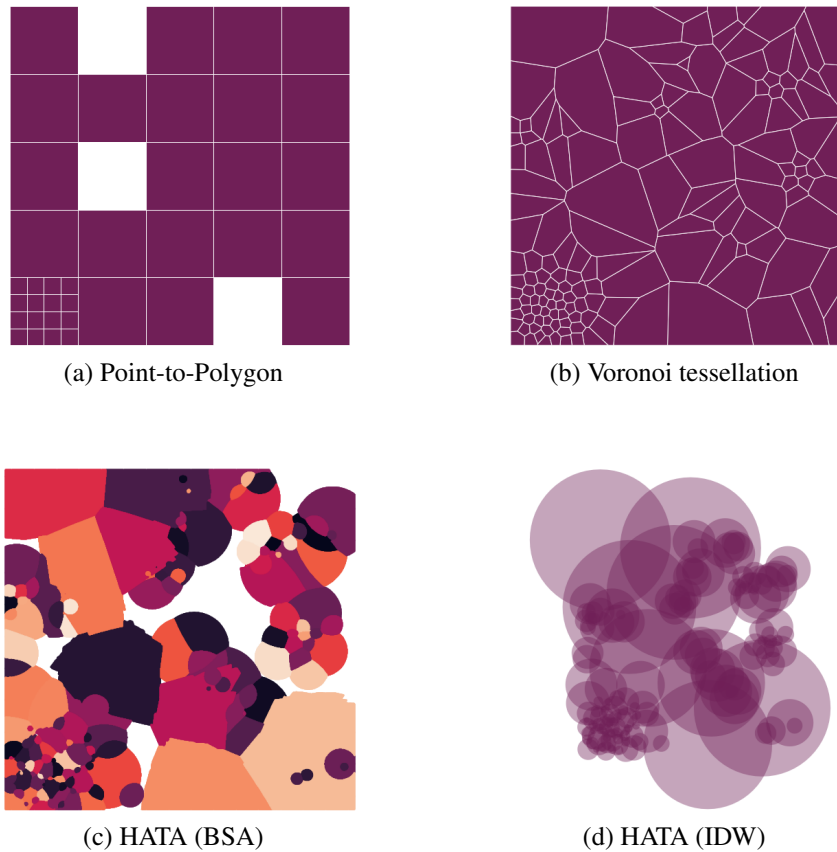 (a) Point-to-Polygon
(b) Voronoi tessellation
(c) HATA (BSA)
(d) HATA (IDW)